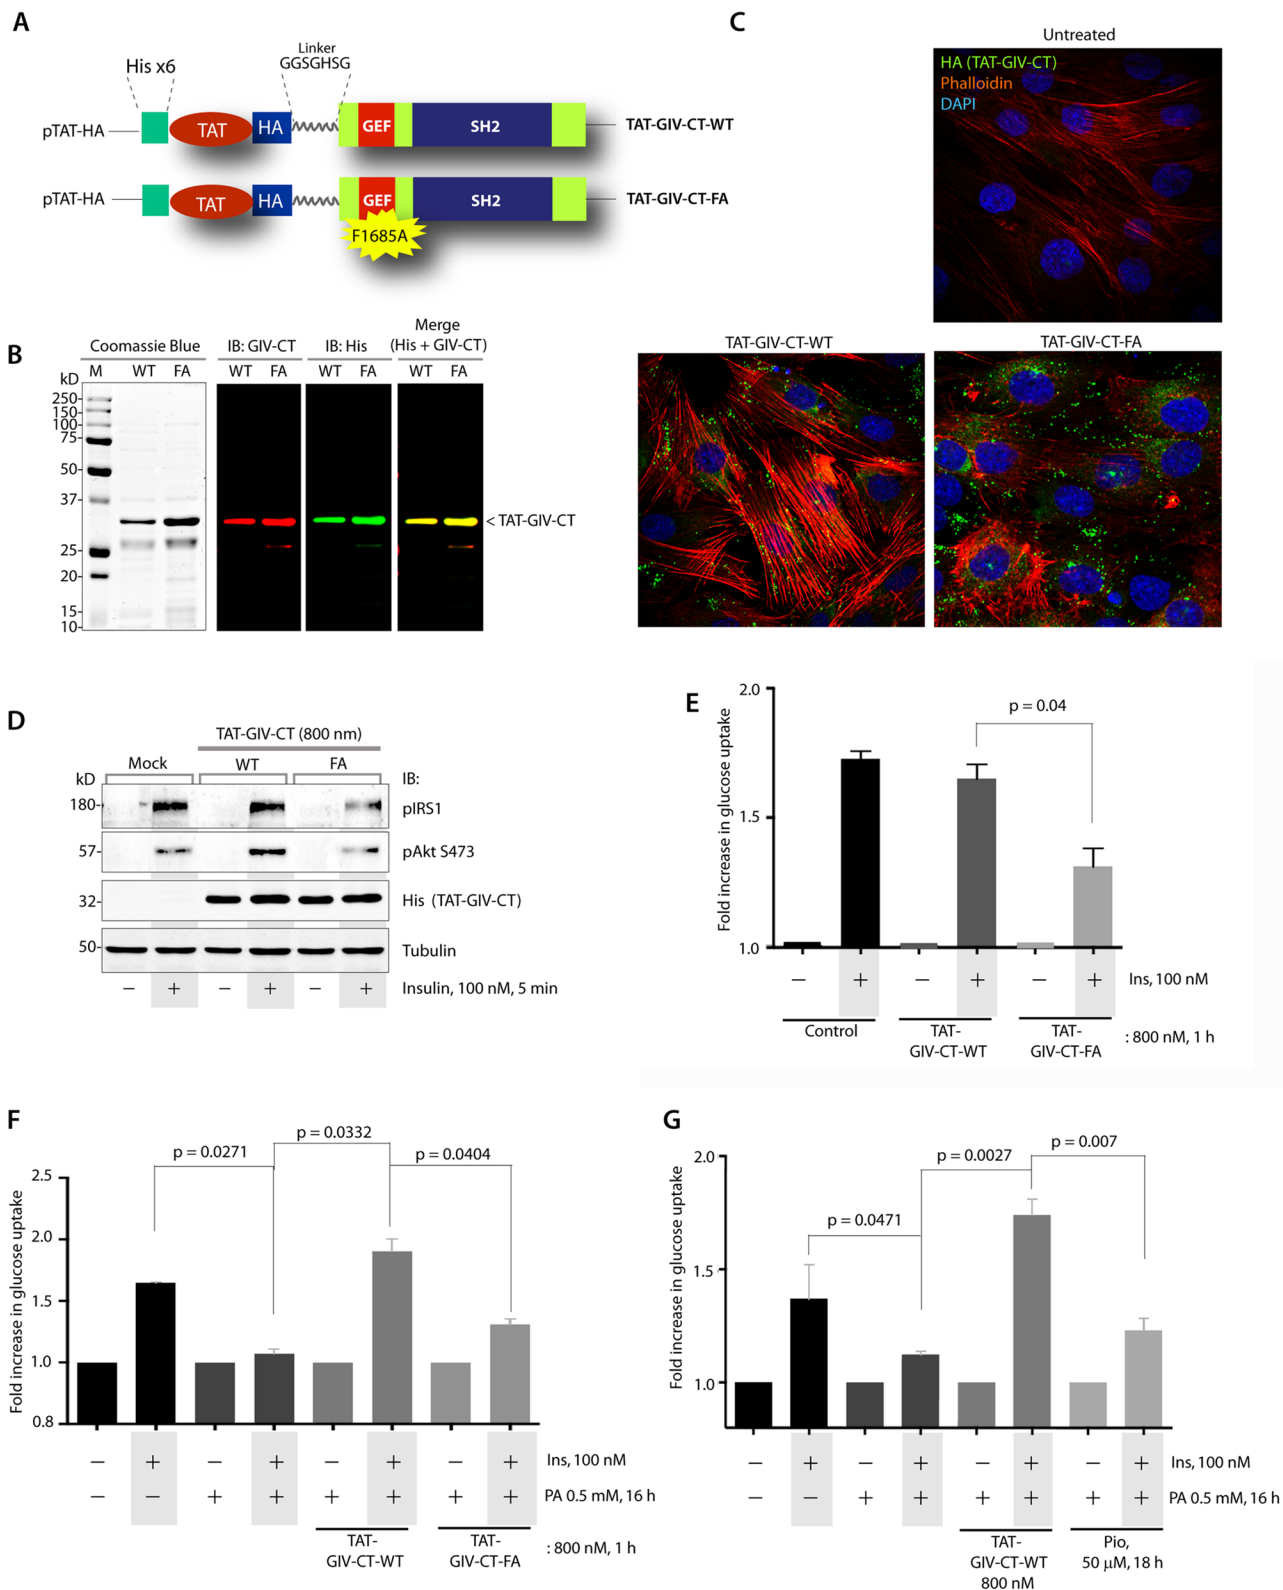 A
His x6
Linker
GGSGHSG
pTAT-HA
TAT
HA
GEF
SH2
TAT-GIV-CT-WT
pTAT-HA
TAT
HA
GEF
SH2
TAT-GIV-CT-FA
F1685A
B
Coomassie Blue
IB: GIV-CT
IB: His
Merge
(His + GIV-CT)
kD
M
WT
FA
WT
FA
WT
FA
WT
FA
250
150
100
75
50
37
25
20
15
10
< TAT-GIV-CT
C
Untreated
HA (TAT-GIV-CT)
Phalloidin
DAPI
TAT-GIV-CT-WT
TAT-GIV-CT-FA
D
TAT-GIV-CT (800 nm)
Mock
WT
FA
kD
IB:
180
pIRS1
57
pAkt S473
32
His (TAT-GIV-CT)
50
Tubulin
− + − + − + Insulin, 100 nM, 5 min
E
Fold increase in glucose uptake
2.0
1.5
1.0
p = 0.04
− + − + − + Ins, 100 nM
Control
TAT-
GIV-CT-WT
TAT-
GIV-CT-FA
: 800 nM, 1 h
F
Fold increase in glucose uptake
2.5
2.0
1.5
1.0
0.8
p = 0.0271
p = 0.0332
p = 0.0404
− + − + − + − + Ins, 100 nM
− − + + + + + + PA 0.5 mM, 16 h
TAT-
GIV-CT-WT
TAT-
GIV-CT-FA
: 800 nM, 1 h
G
Fold increase in glucose uptake
2.0
1.5
1.0
p = 0.0471
p = 0.0027
p = 0.007
− + − + − + − + Ins, 100 nM
− − + + + + + + PA 0.5 mM, 16 h
TAT-
GIV-CT-WT
800 nM
Pio,
50 μM, 18 h